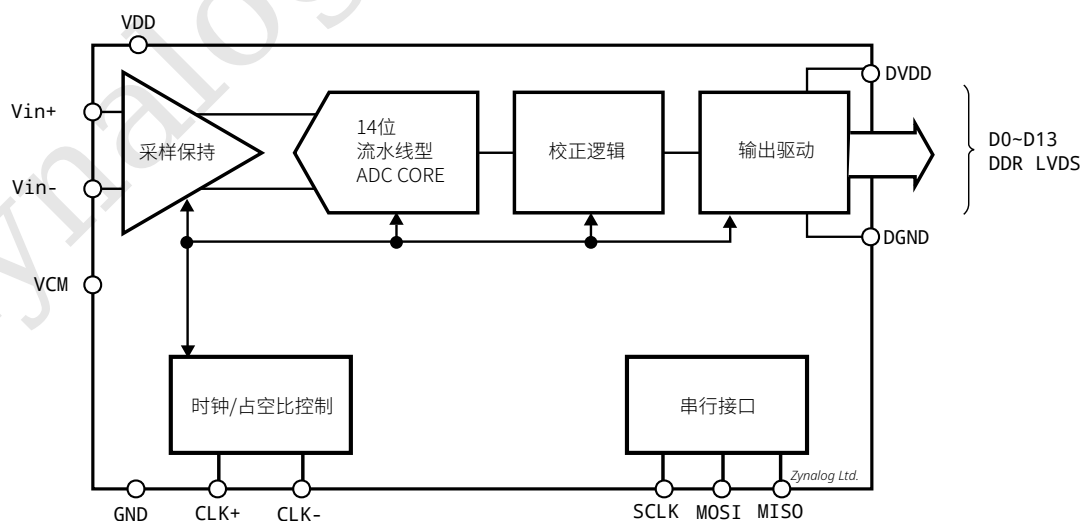 VDD
DVDD
Vin+
14位
流水线型
ADC CORE
采样保持
校正逻辑
输出驱动
D0~D13
DDR LVDS
Vin-
DGND
VCM
时钟/占空比控制
串行接口
Zynalog Ltd.
GND
CLK+
CLK-
SCLK
MOSI
MISO